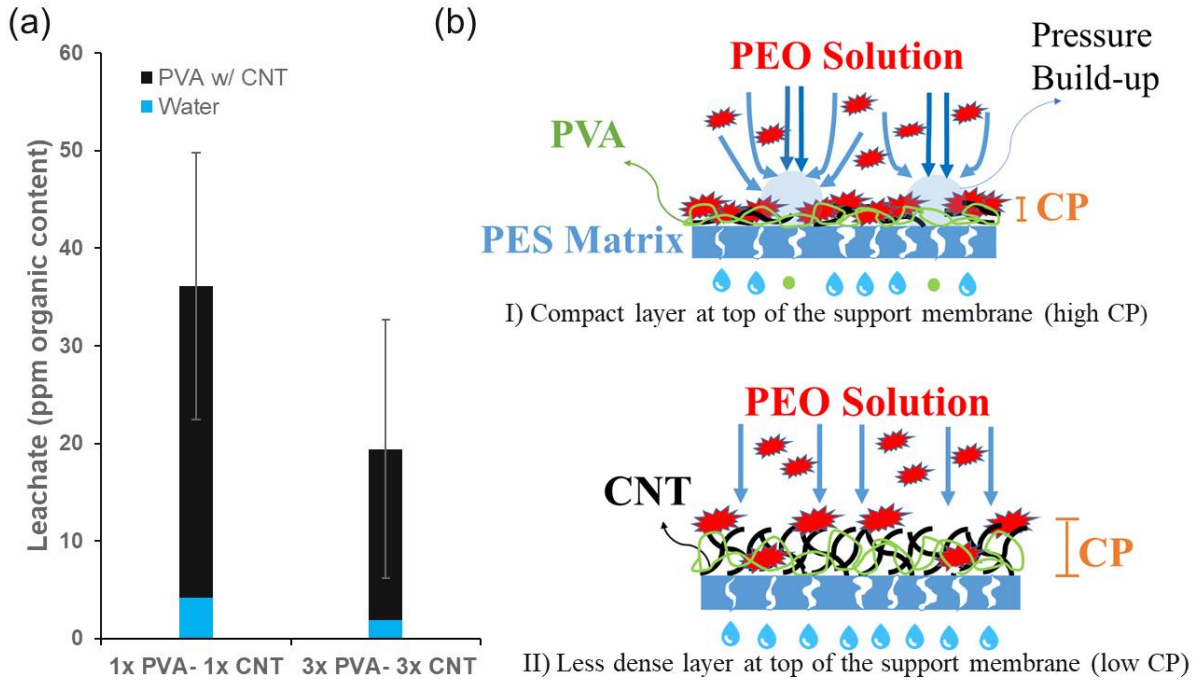 (a)
Leachate (ppm organic content)
60
50
40
30
20
10
0
PVA w/ CNT
Water
1x PVA- 1x CNT
3x PVA- 3x CNT
(b)
PEO Solution
Pressure
Build-up
PVA
CP
PES Matrix
I) Compact layer at top of the support membrane (high CP)
PEO Solution
CNT
CP
II) Less dense layer at top of the support membrane (low CP)